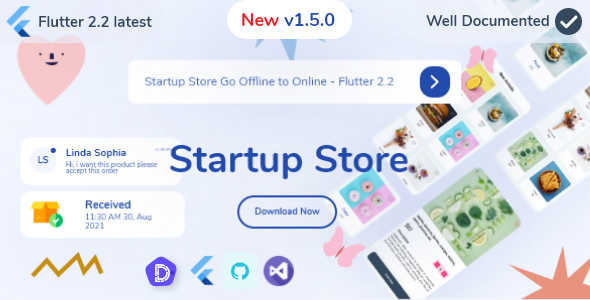 Flutter 2.2 latest
New v1.5.0
Well Documented
Startup Store Go Offline to Online - Flutter 2.2
LS
Linda Sophia
Hi, i want this product please
accept this order
Startup Store
Received
11:30 AM 30, Aug
2021
Download Now